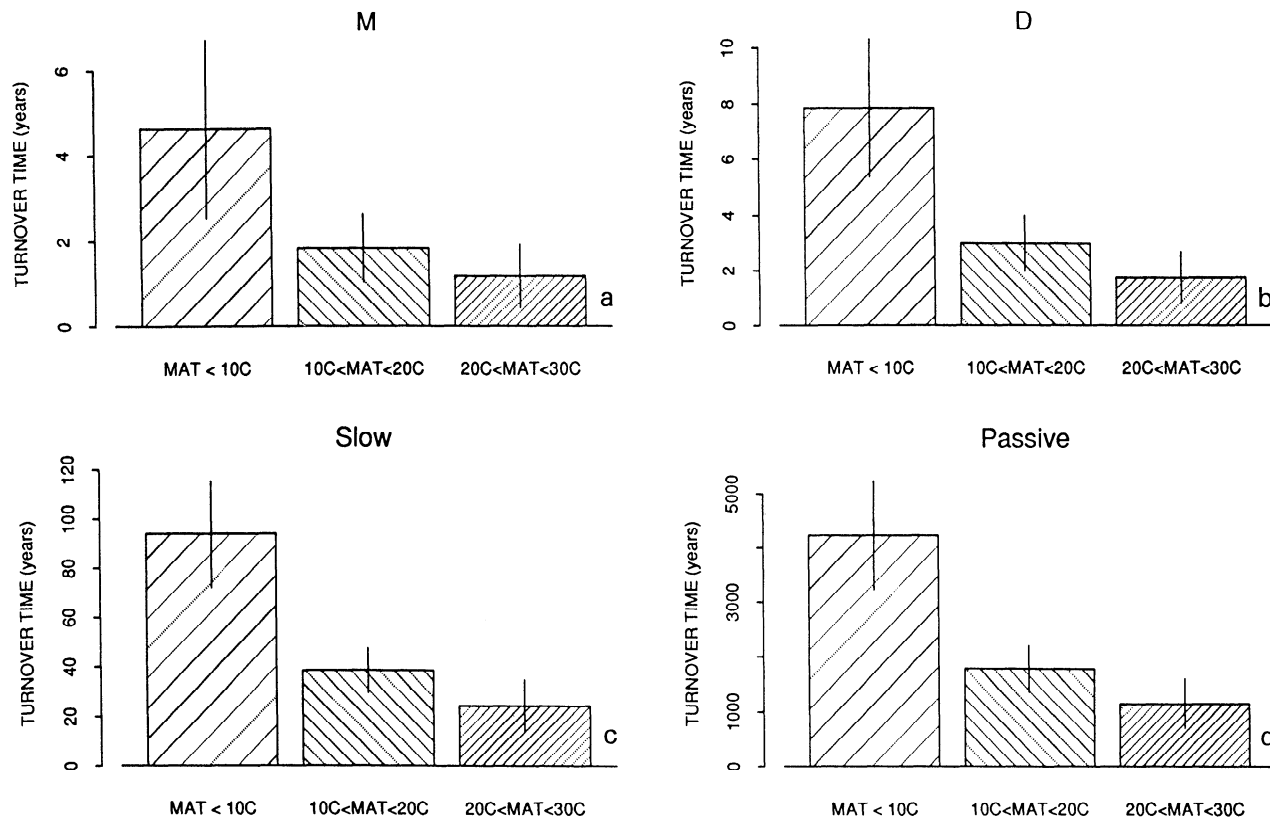 M
TURNOVER TIME (years)
6
4
2
0
a
MAT < 10C
10C<MAT<20C
20C<MAT<30C
D
TURNOVER TIME (years)
10
8
6
4
2
0
b
MAT < 10C
10C<MAT<20C
20C<MAT<30C
Slow
TURNOVER TIME (years)
120
100
80
60
40
20
0
c
MAT < 10C
10C<MAT<20C
20C<MAT<30C
Passive
TURNOVER TIME (years)
5000
3000
1000
0
d
MAT < 10C
10C<MAT<20C
20C<MAT<30C